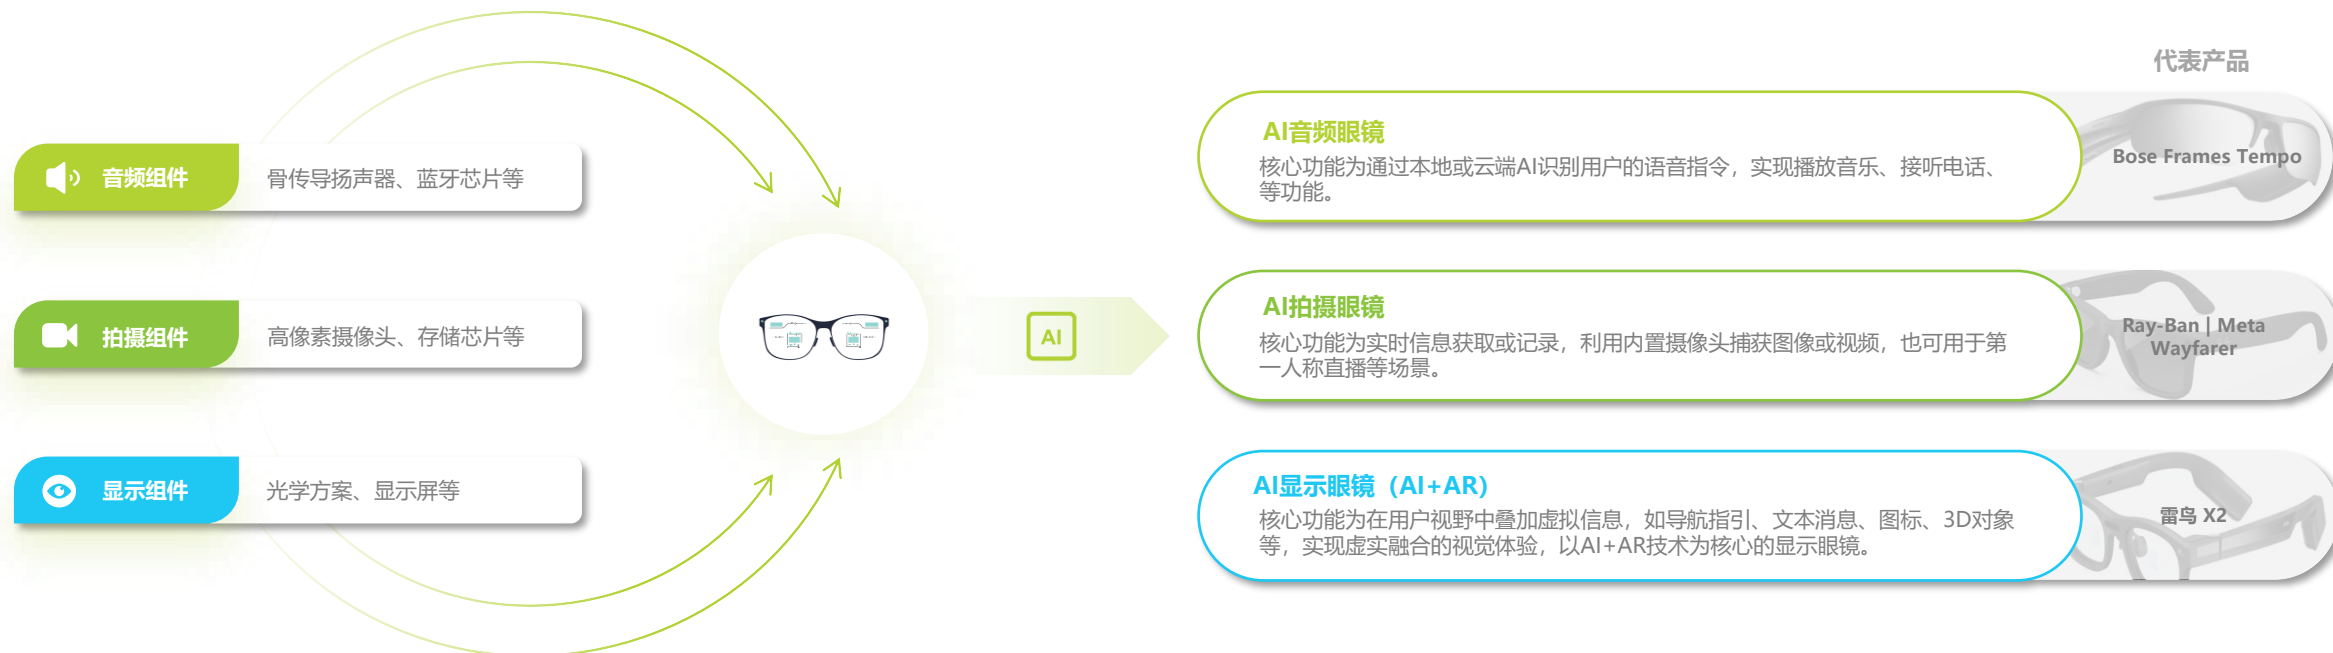 代表产品
音频组件
骨传导扬声器、蓝牙芯片等
拍摄组件
高像素摄像头、存储芯片等
显示组件
光学方案、显示屏等
AI
AI音频眼镜
核心功能为通过本地或云端AI识别用户的语音指令，实现播放音乐、接听电话、
等功能。
Bose Frames Tempo
AI拍摄眼镜
核心功能为实时信息获取或记录，利用内置摄像头捕获图像或视频，也可用于第
一人称直播等场景。
Ray-Ban | Meta
Wayfarer
AI显示眼镜（AI+AR）
核心功能为在用户视野中叠加虚拟信息，如导航指引、文本消息、图标、3D对象
等，实现虚实融合的视觉体验，以AI+AR技术为核心的显示眼镜。
雷鸟 X2